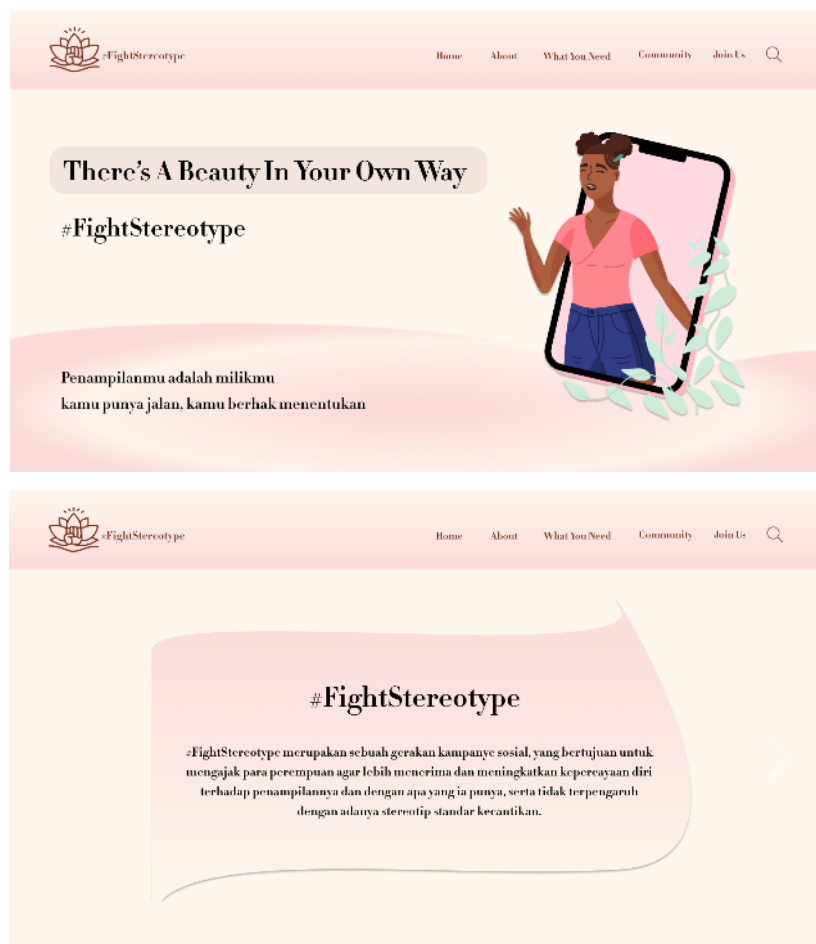 #FightStereotype
Home About What You Need Community Join Us
There's A Beauty In Your Own Way
#FightStereotype
Penampilanmu adalah milikmu
kamu punya jalan, kamu berhak menentukan
#FightStereotype
Home About What You Need Community Join Us
#FightStereotype
#FightStereotype merupakan sebuah gerakan kampanye sosial, yang bertujuan untuk
mengajak para perempuan agar lebih menerima dan meningkatkan kepercayaan diri
terhadap penampilannya dan dengan apa yang ia punya, serta tidak terpengaruh
dengan adanya stereotip standar kecantikan.